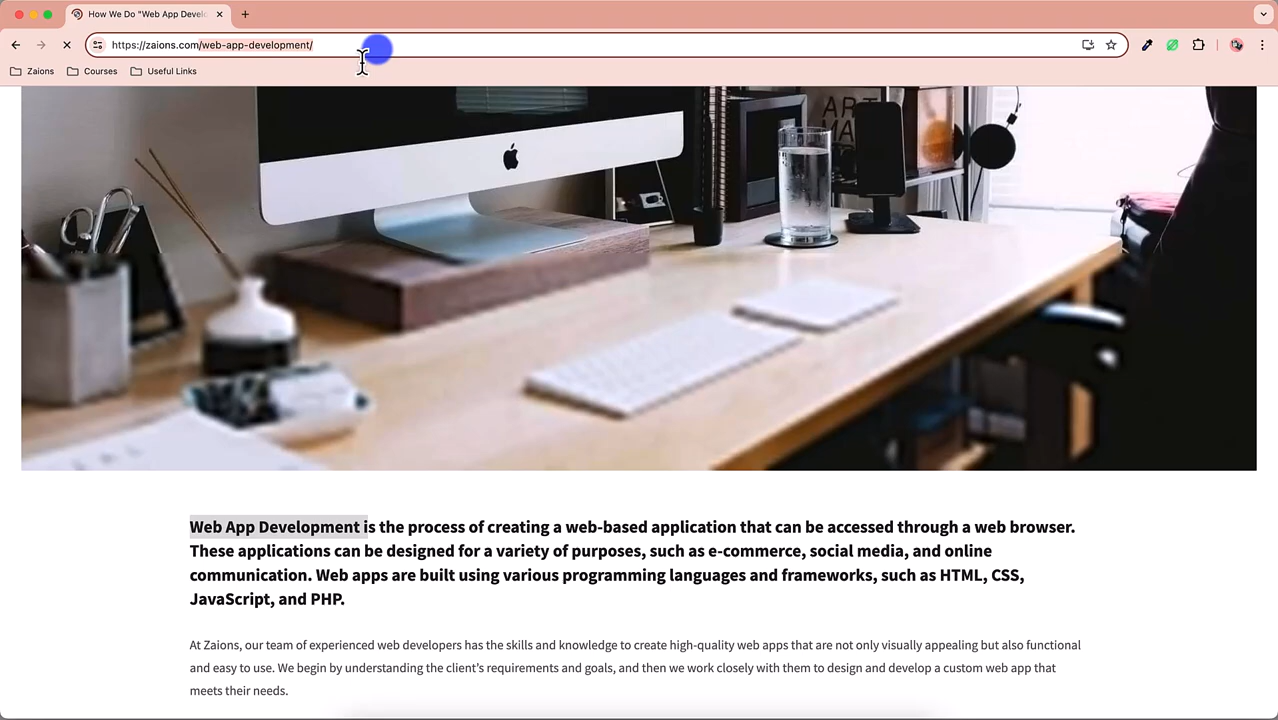 How We Do "Web App Devel
https://zaions.com/web-app-development/
Zaions
Courses
Useful Links
ART
Web App Development is the process of creating a web-based application that can be accessed through a web browser.
These applications can be designed for a variety of purposes, such as e-commerce, social media, and online
communication. Web apps are built using various programming languages and frameworks, such as HTML, CSS,
JavaScript, and PHP.
At Zaions, our team of experienced web developers has the skills and knowledge to create high-quality web apps that are not only visually appealing but also functional
and easy to use. We begin by understanding the client's requirements and goals, and then we work closely with them to design and develop a custom web app that
meets their needs.